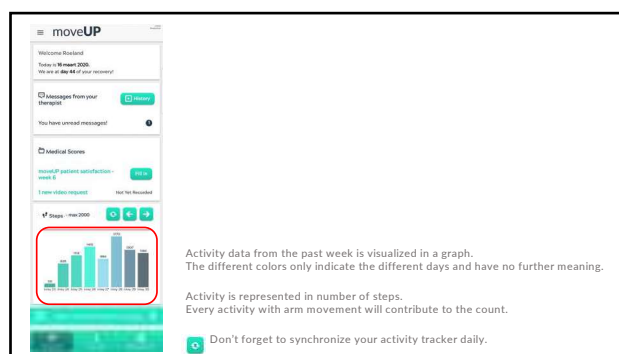 moveUP
Welcome Roeland
Today is 16 maart 2020.
We are at day 44 of your recovery!
Messages from your
therapist
History
You have unread messages!
Medical Scores
moveUP patient satisfaction -
week 6
Fill in
1 new video request
Not Yet Recorded
Steps - max 2000
Activity data from the past week is visualized in a graph.
The different colors only indicate the different days and have no further meaning.
Activity is represented in number of steps.
Every activity with arm movement will contribute to the count.
Don't forget to synchronize your activity tracker daily.